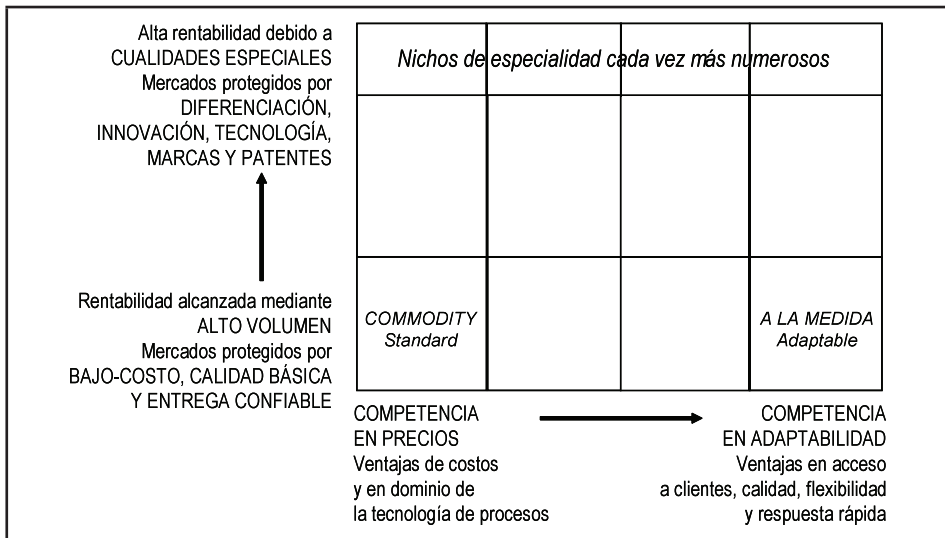 Alta rentabilidad debido a
CUALIDADES ESPECIALES
Mercados protegidos por
DIFERENCIACIÓN,
INNOVACIÓN, TECNOLOGÍA,
MARCAS Y PATENTES
Nichos de especialidad cada vez más numerosos
Rentabilidad alcanzada mediante
ALTO VOLUMEN
Mercados protegidos por
BAJO-COSTO, CALIDAD BÁSICA
Y ENTREGA CONFIABLE
COMMODITY
Standard
A LA MEDIDA
Adaptable
COMPETENCIA
EN PRECIOS
Ventajas de costos
y en dominio de
la tecnología de procesos
COMPETENCIA
EN ADAPTABILIDAD
Ventajas en acceso
a clientes, calidad, flexibilidad
y respuesta rápida